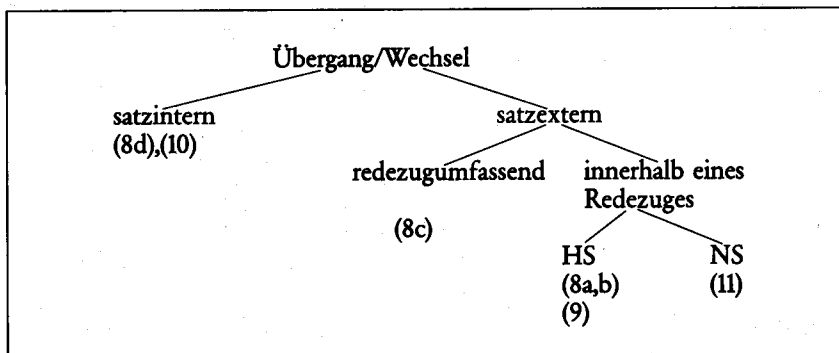 Übergang/Wechsel
satzintern
(8d),(10)
satzextern
redezugumfassend
(8c)
innerhalb eines
Redezuges
HS
(8a,b)
(9)
NS
(11)